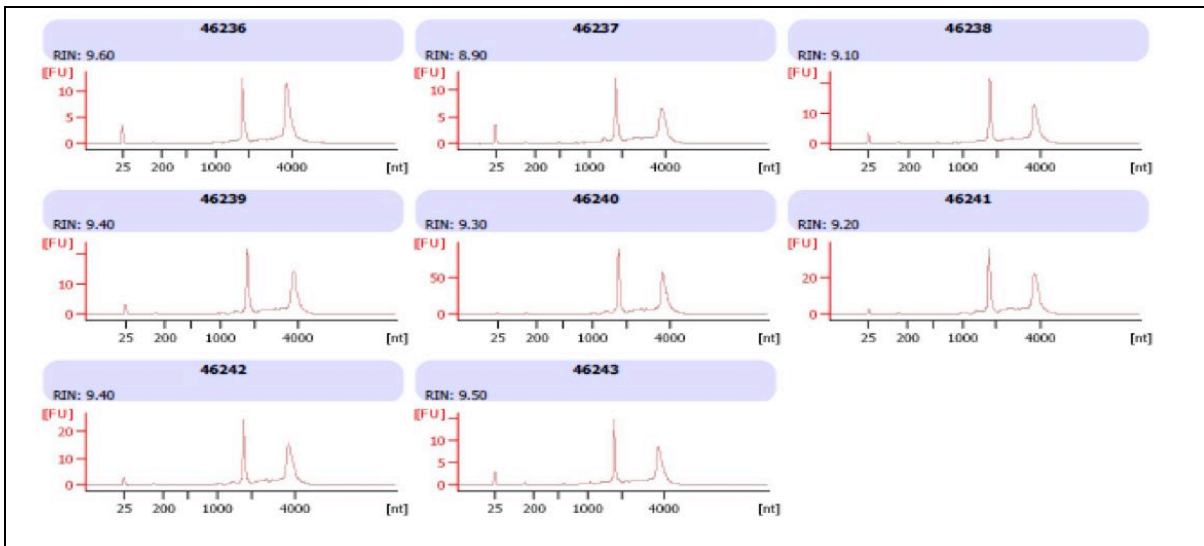 46236 46237 46238
RIN: 9.60 RIN: 8.90 RIN: 9.10
[FU] [FU] [FU]
10 10
10
5 5
0 0 0
25 200 1000 4000 [nt] 25 200 1000 4000 [nt] 25 200 1000 4000 [nt]
46239 46240 46241
RIN: 9.40 RIN: 9.30 RIN: 9.20
[FU] [FU] [FU]
10 50 20
0 0 0
25 200 1000 4000 [nt] 25 200 1000 4000 [nt] 25 200 1000 4000 [nt]
46242 46243
RIN: 9.40 RIN: 9.50
[FU] [FU]
20 10
10 5
0 0
25 200 1000 4000 [nt] 25 200 1000 4000 [nt]